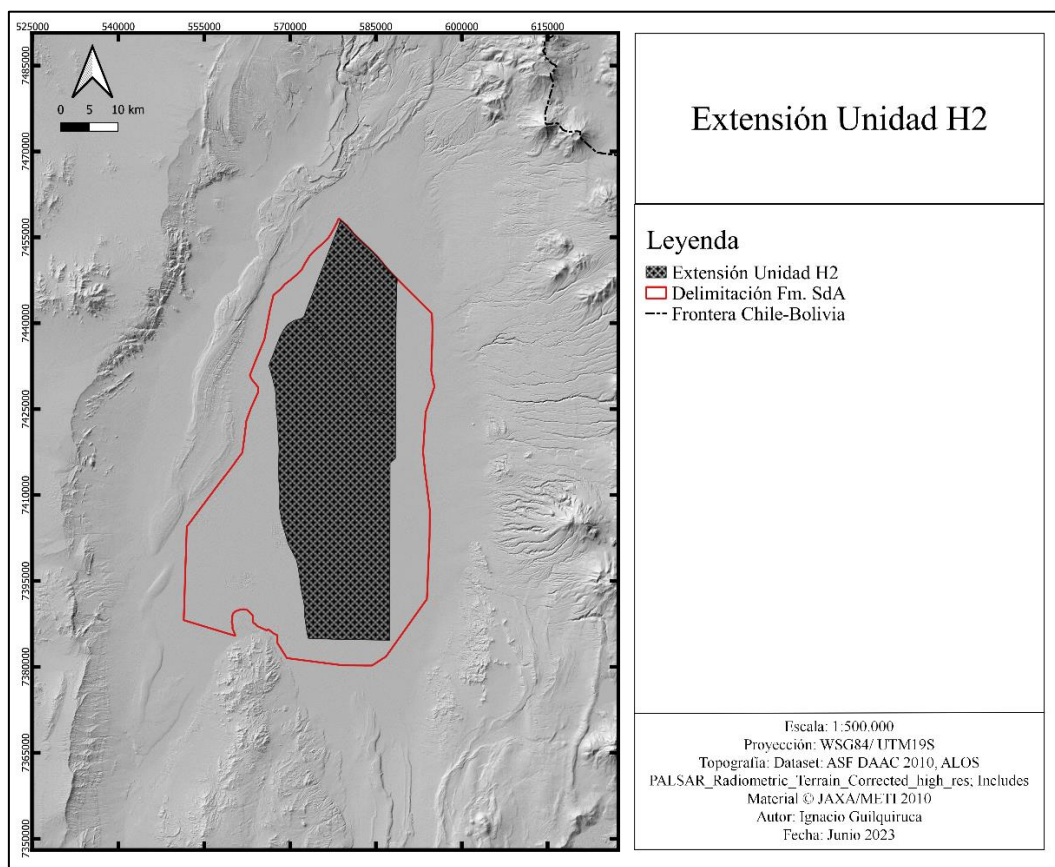 525000 540000 555000 570000 585000 600000 615000
7485000
7470000
7455000
7440000
7425000
7410000
7395000
7380000
7365000
7350000
0 5 10 km
Extensión Unidad H2
Leyenda
Extensión Unidad H2
Delimitación Fm. SdA
Frontera Chile-Bolivia
Escala: 1:500.000
Proyección: WSG84/ UTM19S
Topografía: Dataset: ASF DAAC 2010, ALOS
PALSAR_Radiometric_Terrain_Corrected_high_res; Includes
Material © JAXA/METI 2010
Autor: Ignacio Guilquiruca
Fecha: Junio 2023